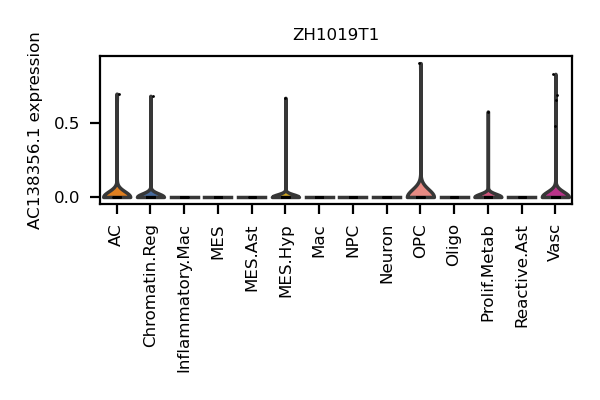 ZH1019T1
AC138356.1 expression
0.5
0.0
AC
Chromatin.Reg
Inflammatory.Mac
MES
MES.Ast
MES.Hyp
Mac
NPC
Neuron
OPC
Oligo
Prolif.Metab
Reactive.Ast
Vasc